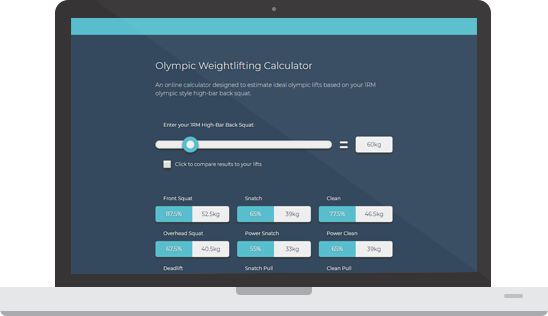 Olympic Weightlifting Calculator
An online calculator designed to estimate ideal olympic lifts based on your 1RM
olympic style high-bar back squat.
Enter your 1RM High-Bar Back Squat
= 60kg
Click to compare results to your lifts
Front Squat Snatch Clean
87.5% 52.5kg 65% 39kg 77.5% 46.5kg
Overhead Squat Power Snatch Power Clean
67.5% 40.5kg 55% 33kg 65% 39kg
Deadlift Snatch Pull Clean Pull